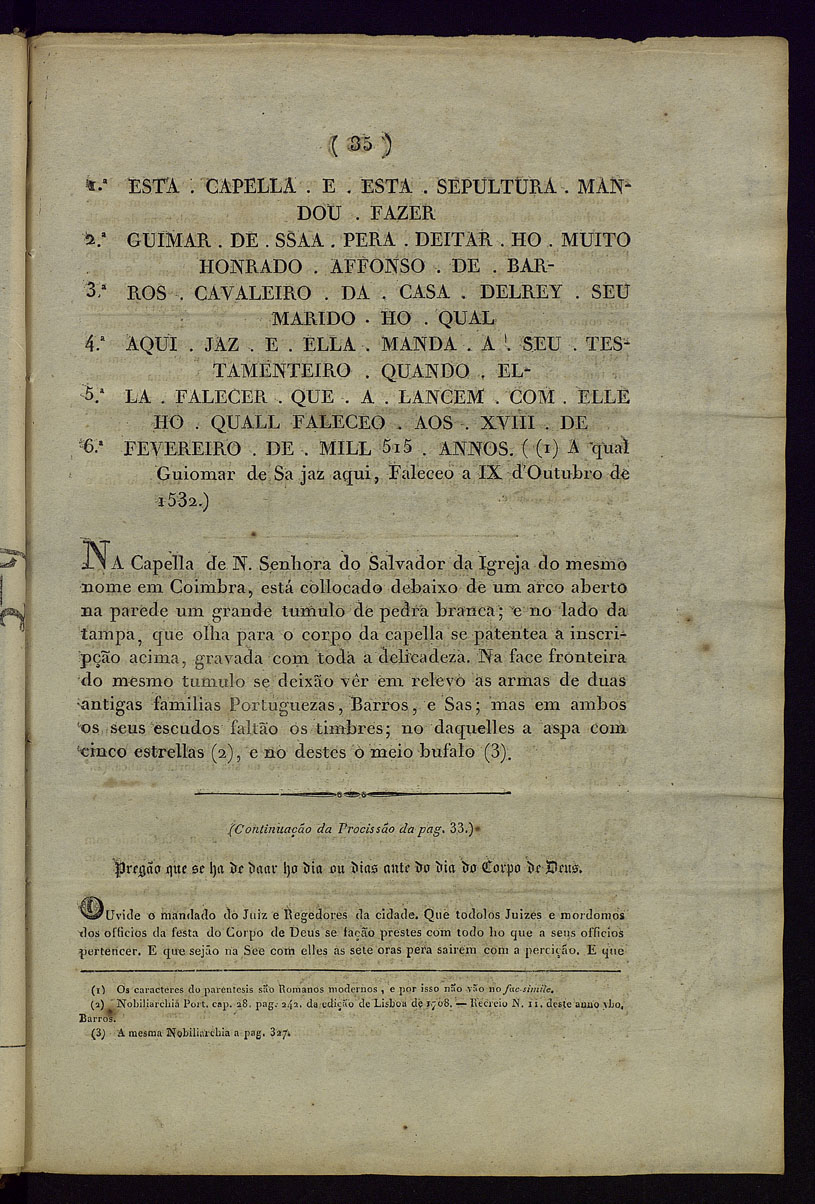 ( 35 )
1.ª ESTA . CAPELLA . E . ESTA . SEPULTURA . MAN-
DOU . FAZER
2.ª GUIMAR . DE . SSAA . PERA . DEITAR . HO . MUITO
HONRADO . AFFONSO . DE . BAR-
3.ª ROS . CAVALEIRO . DA . CASA . DELREY . SEU
MARIDO . HO . QUAL
4.ª AQUI . JAZ . E . ELLA . MANDA . A . SEU . TES-
TAMENTEIRO . QUANDO . EL-
5.ª LA . FALECER . QUE . A . LANCEM . COM . ELLE
HO . QUALL FALECEO . AOS . XVIII . DE
6.ª FEVEREIRO . DE . MILL 515 . ANNOS. ( (1) A qual
Guiomar de Sa jaz aqui, Faleceo a IX d'Outubro de
1532.)
NA Capella de N. Senhora do Salvador da Igreja do mesmo
nome em Coimbra, está collocado debaixo de um arco aberto
na parede um grande tumulo de pedra branca; e no lado da
tampa, que olha para o corpo da capella se patentea a inscri-
pção acima, gravada com toda a delicadeza. Na face fronteira
do mesmo tumulo se deixão vêr em relevo as armas de duas
antigas familias Portuguezas, Barros, e Sas; mas em ambos
os seus escudos faltão os timbres; no daquelles a aspa com
cinco estrellas (2), e no destes o meio bufalo (3).
(Continuação da Procissão da pag. 33.)
Pregão que se ha de daar ho dia ou dias ante do dia do Corpo de Deus.
OUvide o mandado do Juiz e Regedores da cidade. Que todolos Juizes e mordomos
dos officios da festa do Corpo de Deus se fação prestes com todo ho que a seus officios
pertencer. E que sejão na See com elles as sete oras pera sairem com a percição. E que
(1) Os caracteres do parentesis são Romanos modernos, e por isso não vão no fac-simile.
(2) Nobiliarchia Port. cap. 28. pag. 242. da edição de Lisboa de 1708. — Recreio N. 11. deste anno vbo.
Barros.
(3) A mesma Nobiliarchia a pag. 327.